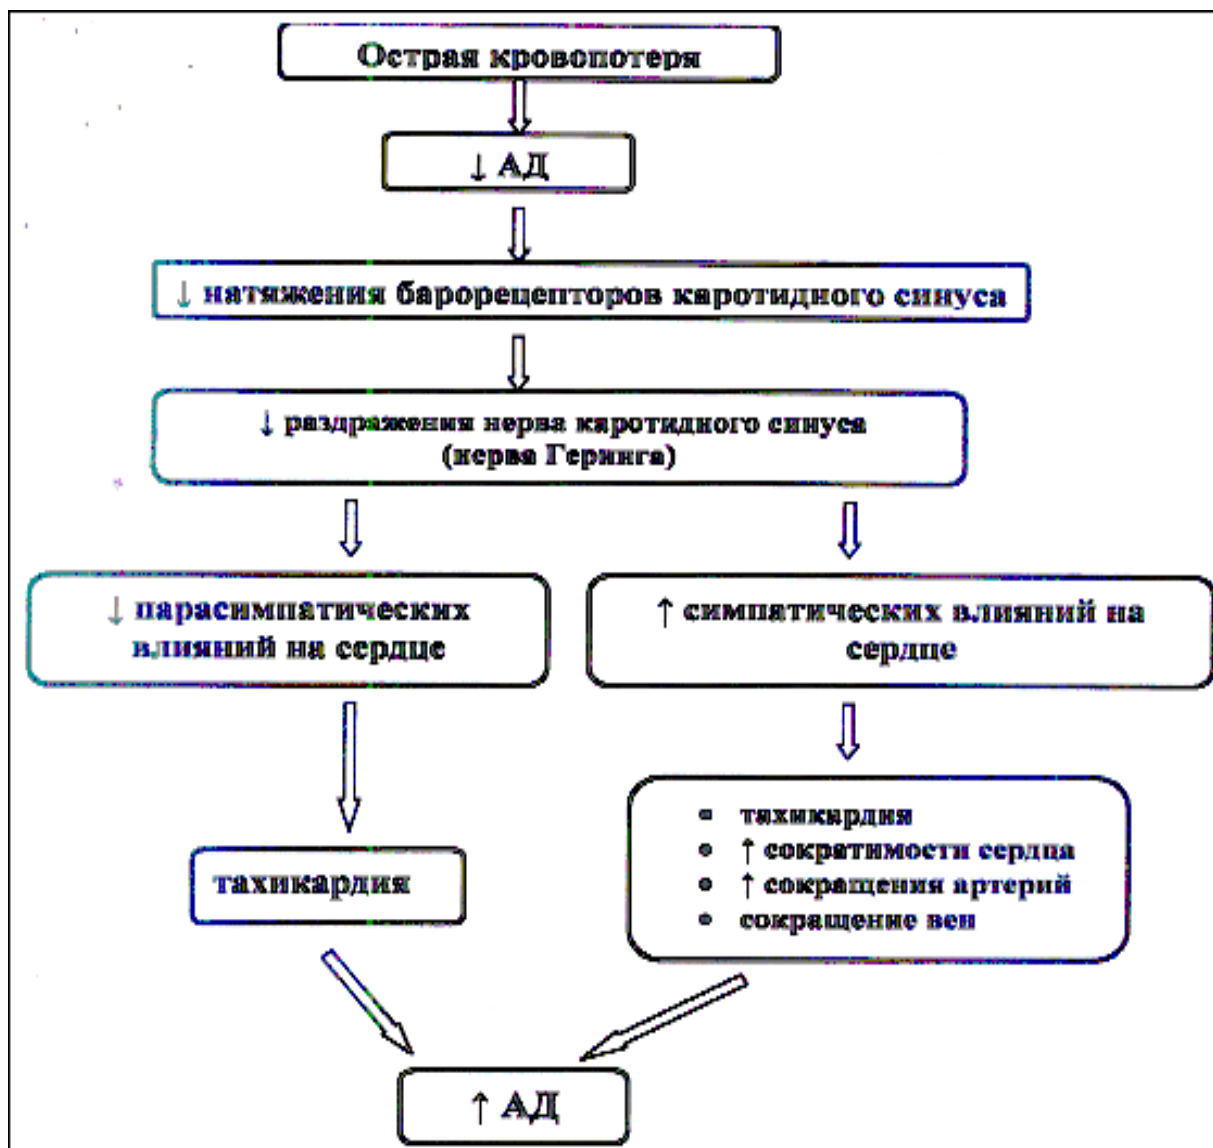 Острая кровопотеря
↓ АД
↓ натяжения барорецепторов каротидного синуса
↓ раздражения нерва каротидного синуса
(нерва Геринга)
↓ парасимпатических
влияний на сердце
↑ симпатических влияний на
сердце
тахикардия
• тахикардия
• ↑ сократимости сердца
• ↑ сокращения артерий
• сокращение вен
↑ АД